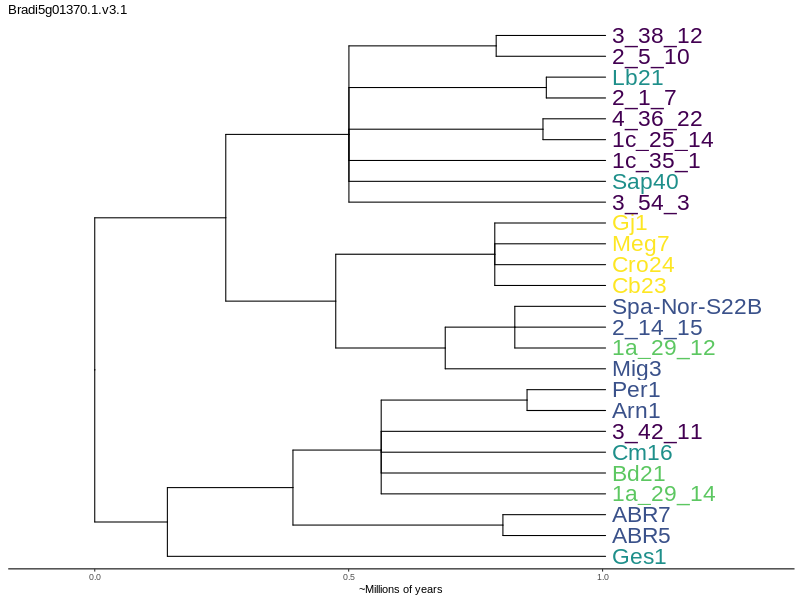 Bradi5g01370.1.v3.1
3_38_12
2_5_10
Lb21
2_1_7
4_36_22
1c_25_14
1c_35_1
Sap40
3_54_3
Gj1
Meg7
Cro24
Cb23
Spa-Nor-S22B
2_14_15
1a_29_12
Mig3
Per1
Arn1
3_42_11
Cm16
Bd21
1a_29_14
ABR7
ABR5
Ges1
0.0 0.5 1.0
~Millions of years